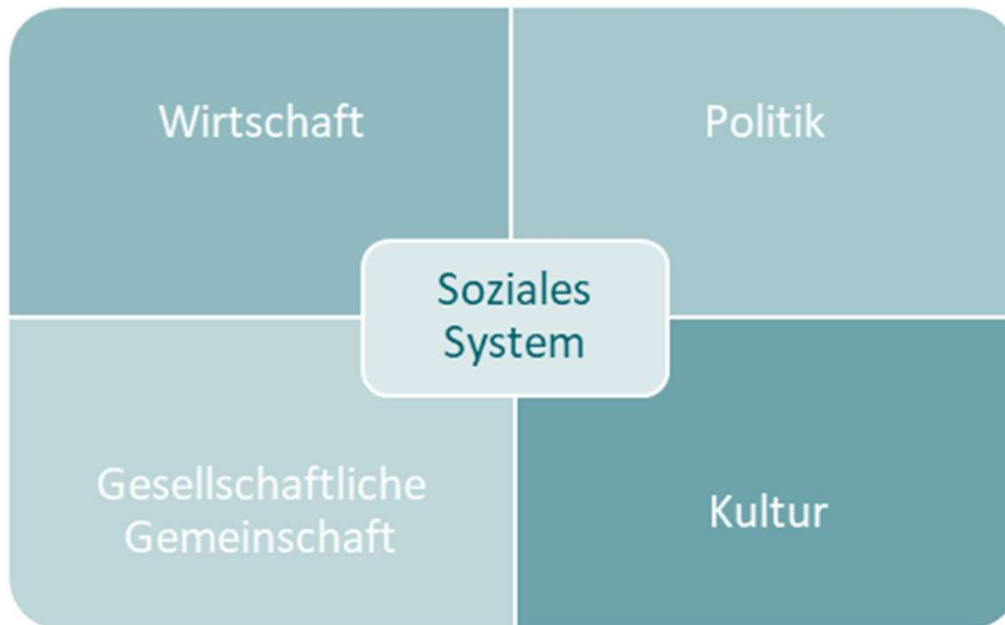 Wirtschaft
Politik
Soziales
System
Gesellschaftliche
Gemeinschaft
Kultur